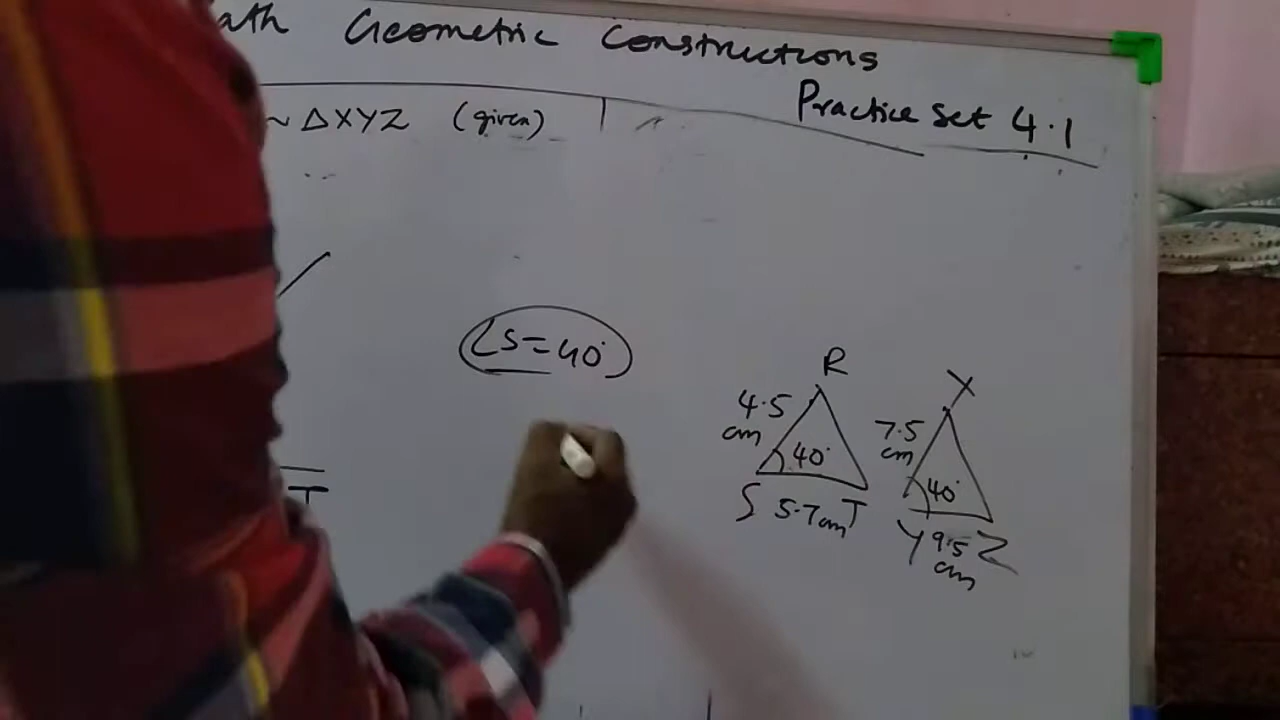 ath Geometric Constructions
Practice Set 4.1
~ ΔXYZ (given)
∠S=40°
R
4.5
cm
40°
S 5.7cm T
X
7.5
cm
40°
Y 9.5 Z
cm
T